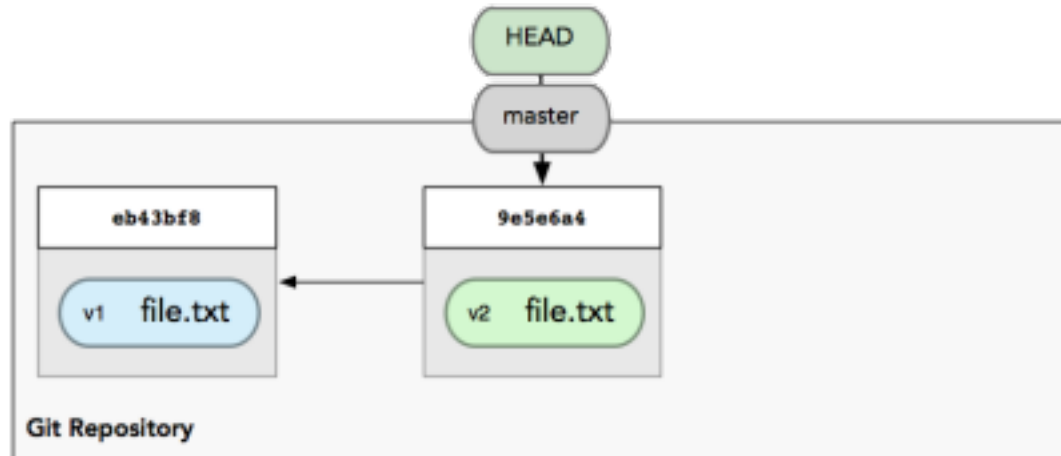 HEAD
master
eb43bf8
9e5e6a4
v1 file.txt
v2 file.txt
Git Repository